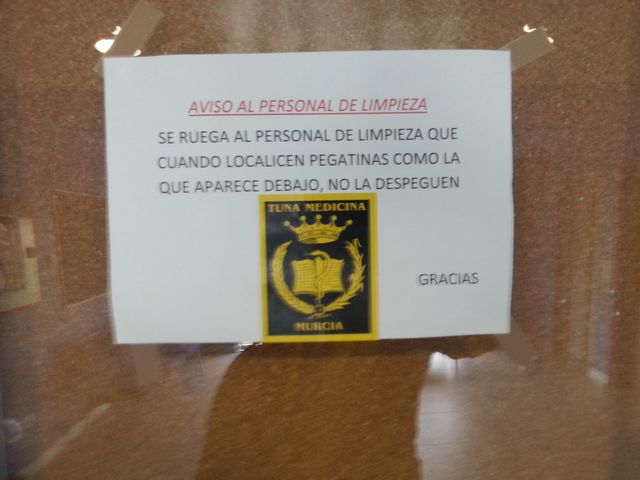 AVISO AL PERSONAL DE LIMPIEZA
SE RUEGA AL PERSONAL DE LIMPIEZA QUE
CUANDO LOCALICEN PEGATINAS COMO LA
QUE APARECE DEBAJO, NO LA DESPEGUEN
TUNA MEDICINA
MURCIA
GRACIAS